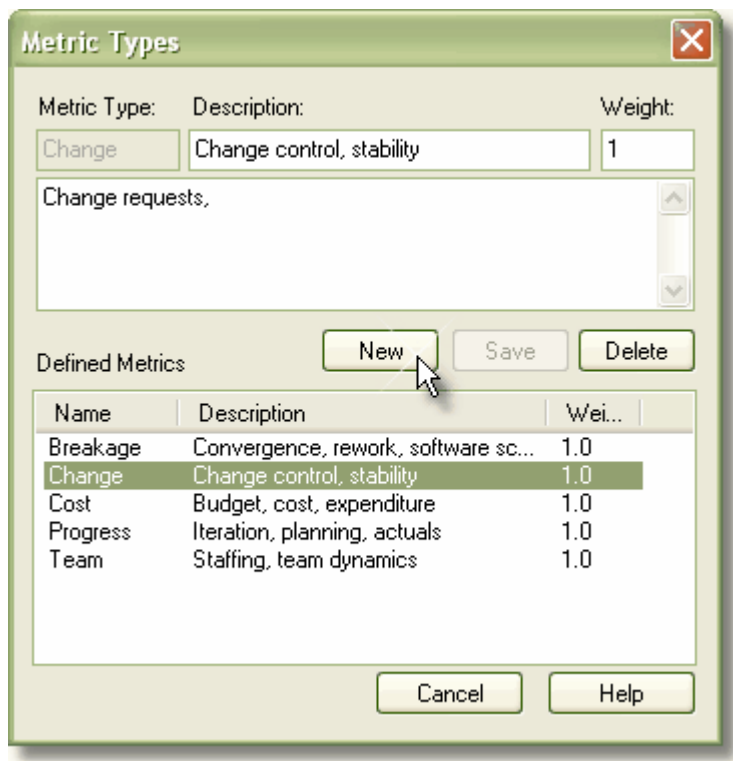 Metric Types
Metric Type: Description: Weight:
Change Change control, stability 1
Change requests,
New Save Delete
Defined Metrics
Name Description Wei...
Breakage Convergence, rework, software sc... 1.0
Change Change control, stability 1.0
Cost Budget, cost, expenditure 1.0
Progress Iteration, planning, actuals 1.0
Team Staffing, team dynamics 1.0
Cancel Help